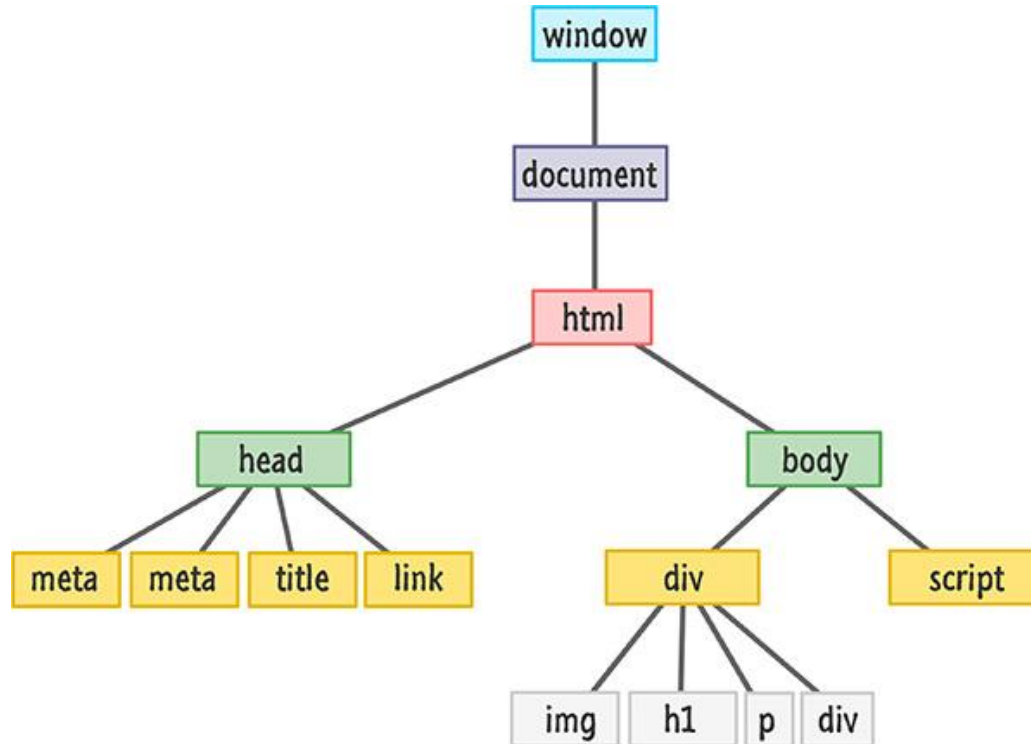 window
document
html
head
body
meta
meta
title
link
div
script
img
h1
p
div